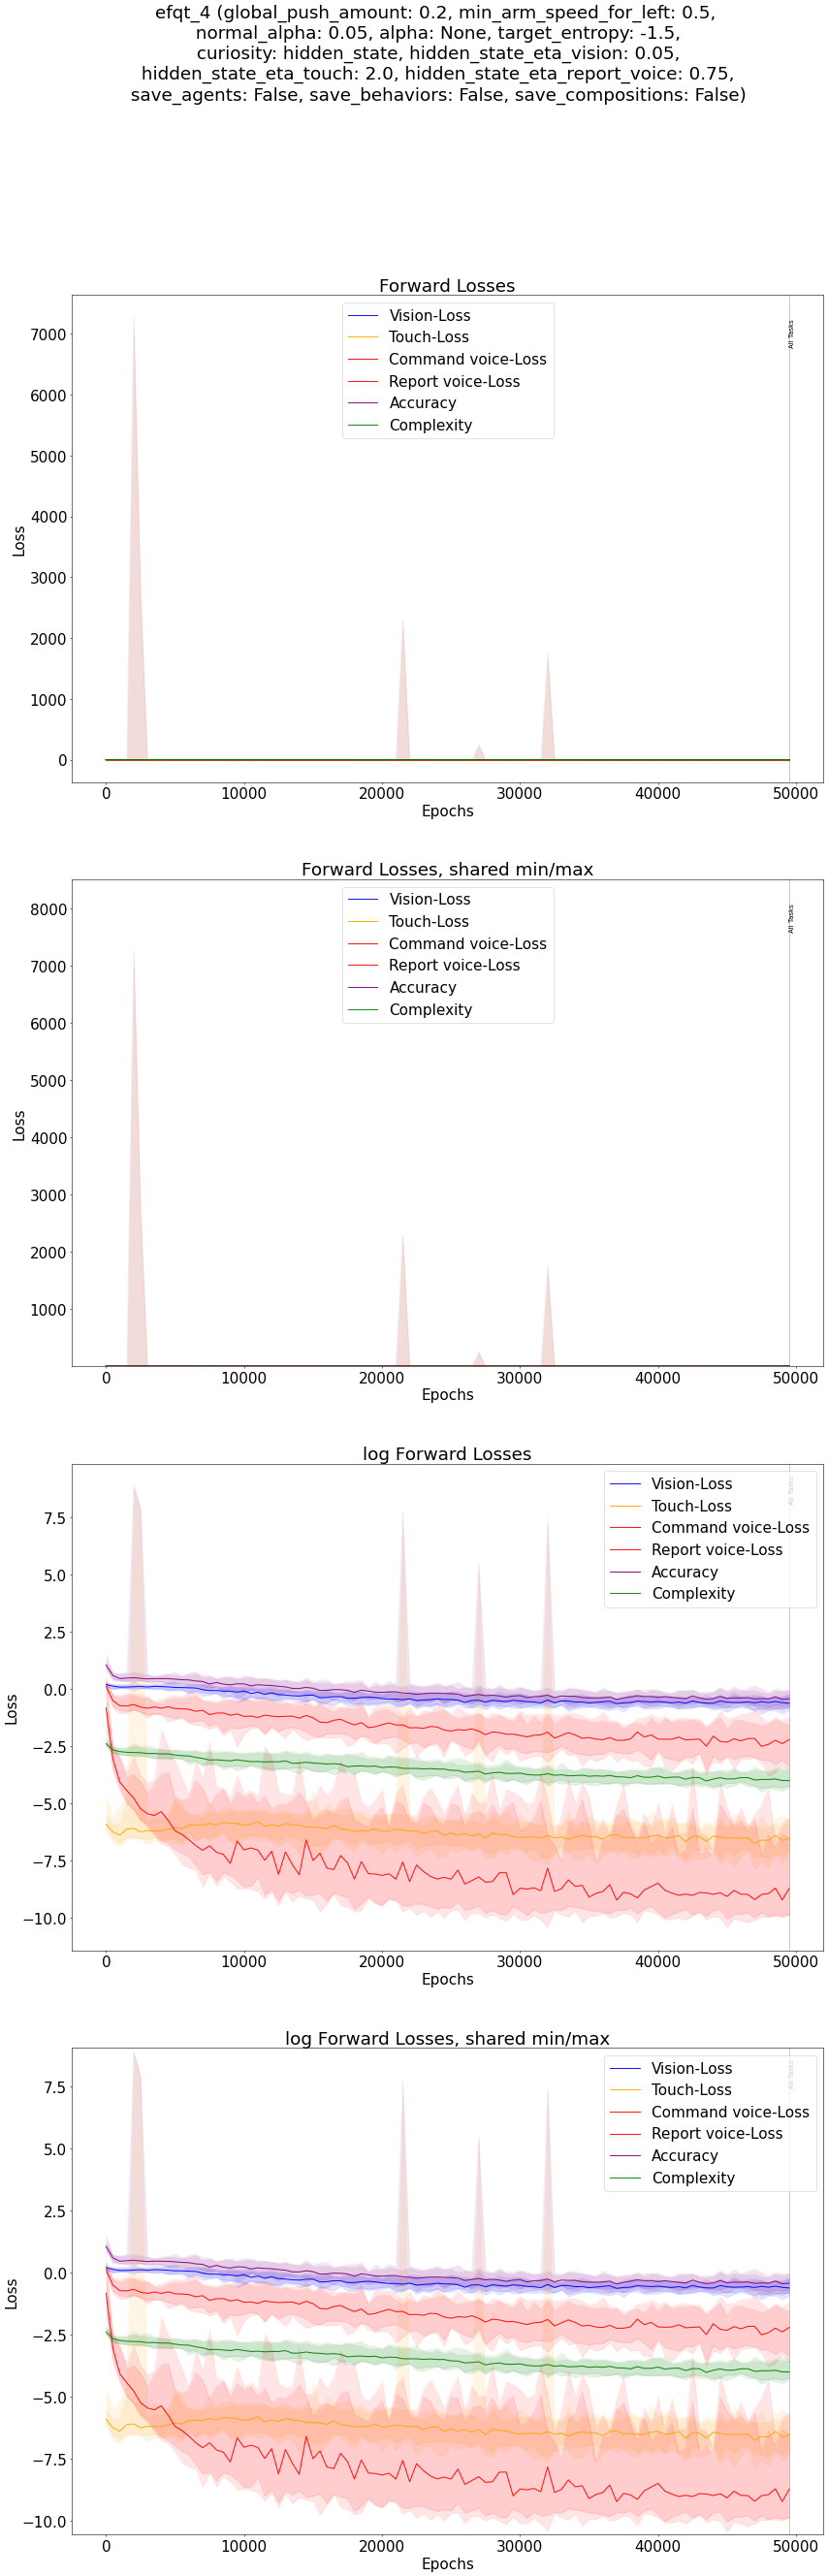 efqt_4 (global_push_amount: 0.2, min_arm_speed_for_left: 0.5,
normal_alpha: 0.05, alpha: None, target_entropy: -1.5,
curiosity: hidden_state, hidden_state_eta_vision: 0.05,
hidden_state_eta_touch: 2.0, hidden_state_eta_report_voice: 0.75,
save_agents: False, save_behaviors: False, save_compositions: False)
Forward Losses
Vision-Loss
Touch-Loss
Command voice-Loss
Report voice-Loss
Accuracy
Complexity
All Tasks
7000
6000
5000
4000
3000
2000
1000
0
Loss
0 10000 20000 30000 40000 50000
Epochs
Forward Losses, shared min/max
Vision-Loss
Touch-Loss
Command voice-Loss
Report voice-Loss
Accuracy
Complexity
All Tasks
8000
7000
6000
5000
4000
3000
2000
1000
Loss
0 10000 20000 30000 40000 50000
Epochs
log Forward Losses
Vision-Loss
Touch-Loss
Command voice-Loss
Report voice-Loss
Accuracy
Complexity
All Tasks
7.5
5.0
2.5
0.0
−2.5
−5.0
−7.5
−10.0
Loss
0 10000 20000 30000 40000 50000
Epochs
log Forward Losses, shared min/max
Vision-Loss
Touch-Loss
Command voice-Loss
Report voice-Loss
Accuracy
Complexity
All Tasks
7.5
5.0
2.5
0.0
−2.5
−5.0
−7.5
−10.0
Loss
0 10000 20000 30000 40000 50000
Epochs